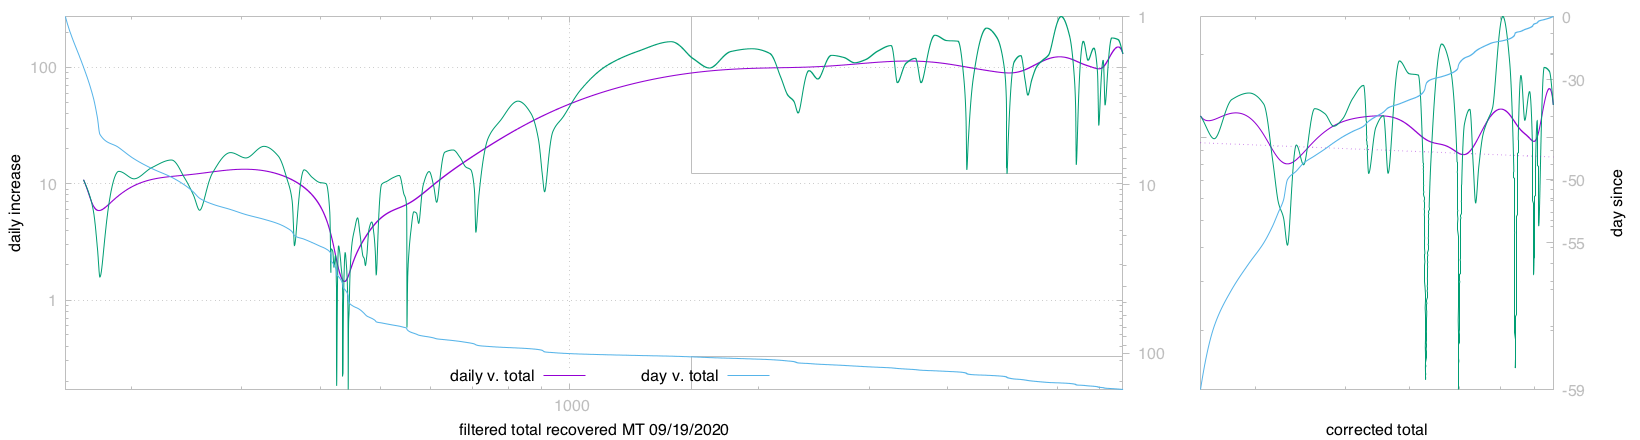 100
10
1
daily increase
1000
filtered total recovered MT 09/19/2020
daily v. total
day v. total
1
10
100
0
-30
-50
-55
-59
day since
corrected total